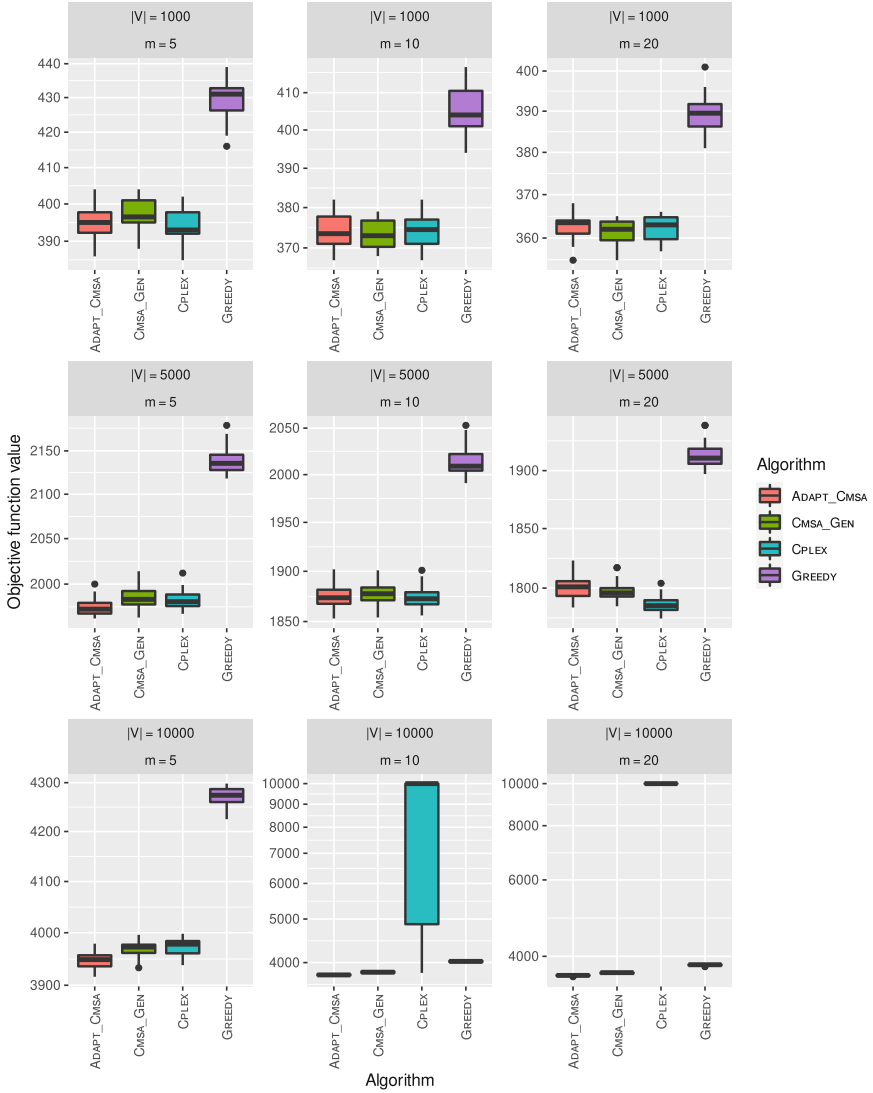 |V| = 1000
|V| = 1000
|V| = 1000
m = 5
m = 10
m = 20
440
430
420
410
400
390
410
400
390
380
370
400
390
380
370
360
ADAPT_CMSA
CMSA_GEN
CPLEX
GREEDY
ADAPT_CMSA
CMSA_GEN
CPLEX
GREEDY
ADAPT_CMSA
CMSA_GEN
CPLEX
GREEDY
|V| = 5000
|V| = 5000
|V| = 5000
m = 5
m = 10
m = 20
2150
2100
2050
2000
2050
2000
1950
1900
1850
1900
1850
1800
ADAPT_CMSA
CMSA_GEN
CPLEX
GREEDY
ADAPT_CMSA
CMSA_GEN
CPLEX
GREEDY
ADAPT_CMSA
CMSA_GEN
CPLEX
GREEDY
|V| = 10000
|V| = 10000
|V| = 10000
m = 5
m = 10
m = 20
4300
4200
4100
4000
3900
10000
9000
8000
7000
6000
5000
4000
10000
8000
6000
4000
ADAPT_CMSA
CMSA_GEN
CPLEX
GREEDY
ADAPT_CMSA
CMSA_GEN
CPLEX
GREEDY
ADAPT_CMSA
CMSA_GEN
CPLEX
GREEDY
Objective function value
Algorithm
Algorithm
ADAPT_CMSA
CMSA_GEN
CPLEX
GREEDY